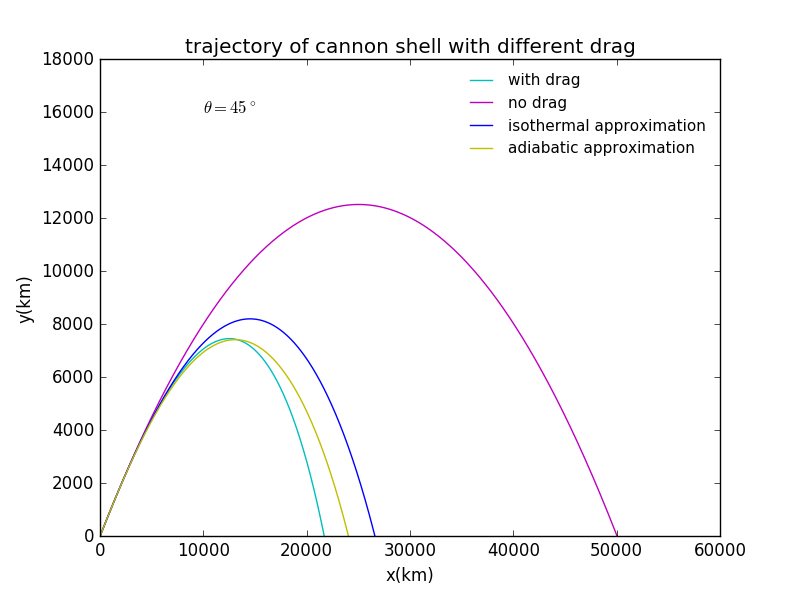 trajectory of cannon shell with different drag
18000
16000
14000
12000
10000
8000
6000
4000
2000
0
y(km)
θ = 45°
with drag
no drag
isothermal approximation
adiabatic approximation
0 10000 20000 30000 40000 50000 60000
x(km)